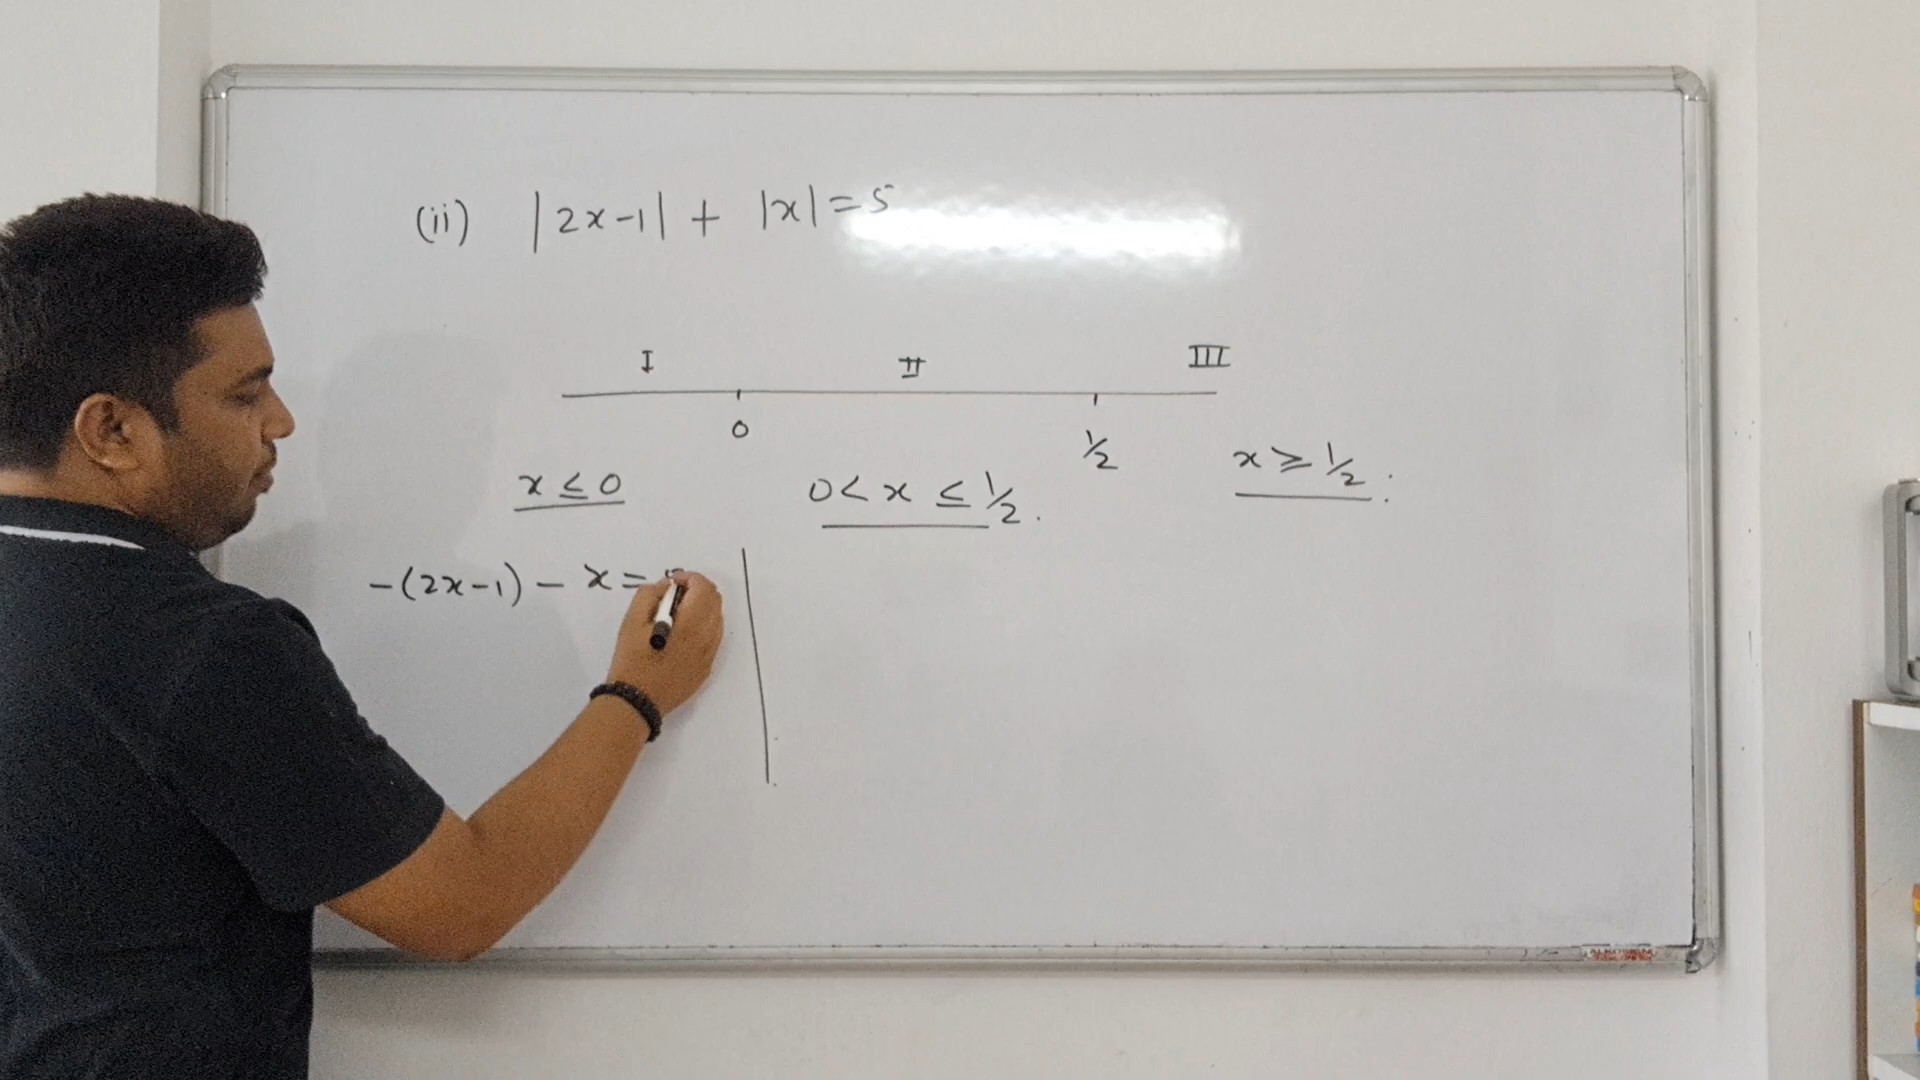 (ii) |2x-1| + |x|=5
I II III
0 1/2
x ≤ 0 0< x ≤ 1/2. x ≥ 1/2 :
-(2x-1) - x =